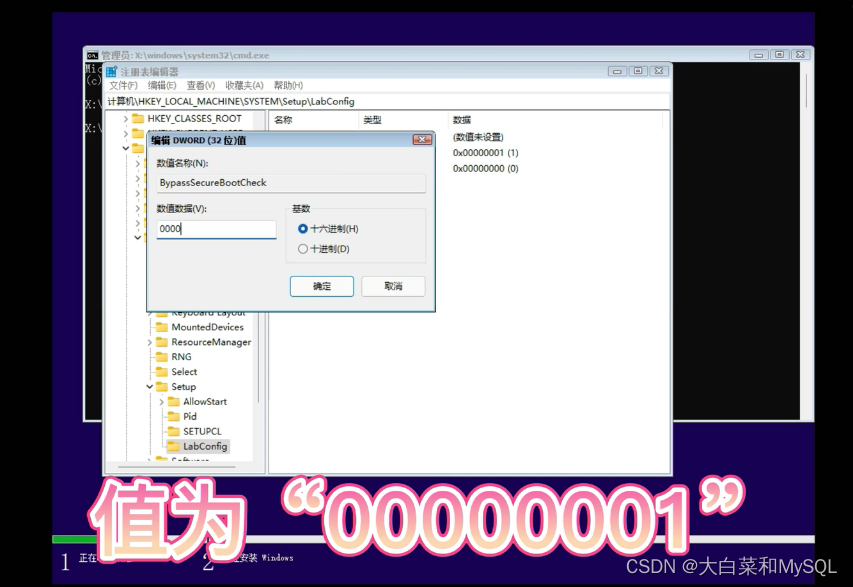 管理员: X:\windows\system32\cmd.exe
注册表编辑器
文件(F) 编辑(E) 查看(V) 收藏夹(A) 帮助(H)
计算机\HKEY_LOCAL_MACHINE\SYSTEM\Setup\LabConfig
HKEY_CLASSES_ROOT
名称 类型 数据
(数值未设置)
0x00000001 (1)
0x00000000 (0)
编辑 DWORD (32 位)值
数值名称(N):
BypassSecureBootCheck
数值数据(V):
0000
基数
十六进制(H)
十进制(D)
确定 取消
Keyboard Layout
MountedDevices
ResourceManager
RNG
Select
Setup
AllowStart
Pid
SETUPCL
LabConfig
值为“00000001”
1 正在
2 安装 Windows
CSDN @大白菜和MySQL